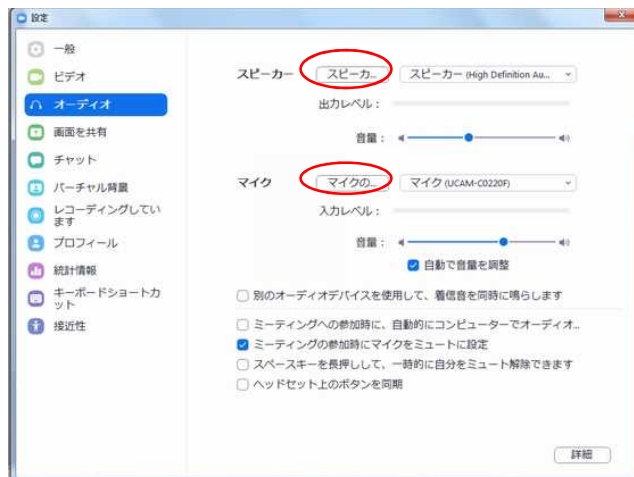 設定
一般
ビデオ
オーディオ
画面を共有
チャット
バーチャル背景
レコーディングしてい
ます
プロフィール
統計情報
キーボードショートカ
ット
接近性
スピーカー スピーカ... スピーカー (High Definition Au...
出力レベル：
音量：
マイク マイクの... マイク (UCAM-C0220F)
入力レベル：
音量：
自動で音量を調整
別のオーディオデバイスを使用して、着信音を同時に鳴らします
ミーティングへの参加時に、自動的にコンピューターでオーディオ...
ミーティングの参加時にマイクをミュートに設定
スペースキーを長押しして、一時的に自分をミュート解除できます
ヘッドセット上のボタンを同期
詳細